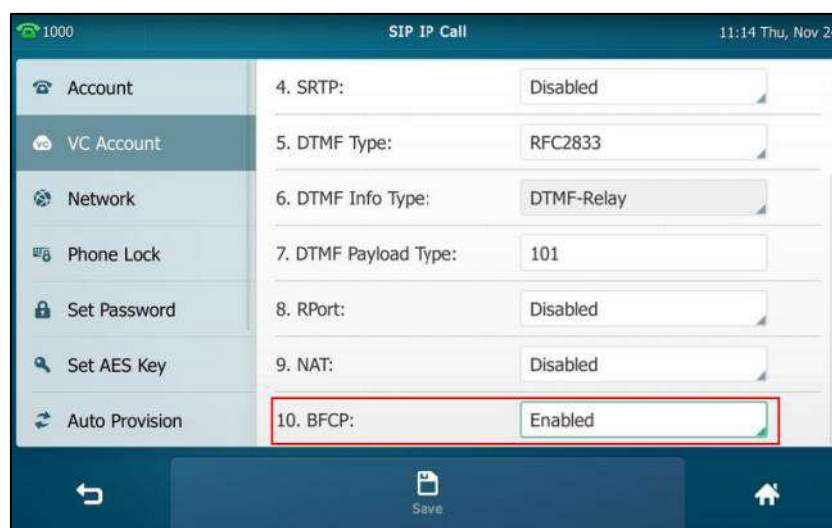 1000 SIP IP Call 11:14 Thu, Nov 2
Account
VC Account
Network
Phone Lock
Set Password
Set AES Key
Auto Provision
4. SRTP: Disabled
5. DTMF Type: RFC2833
6. DTMF Info Type: DTMF-Relay
7. DTMF Payload Type: 101
8. RPort: Disabled
9. NAT: Disabled
10. BFCP: Enabled
Save